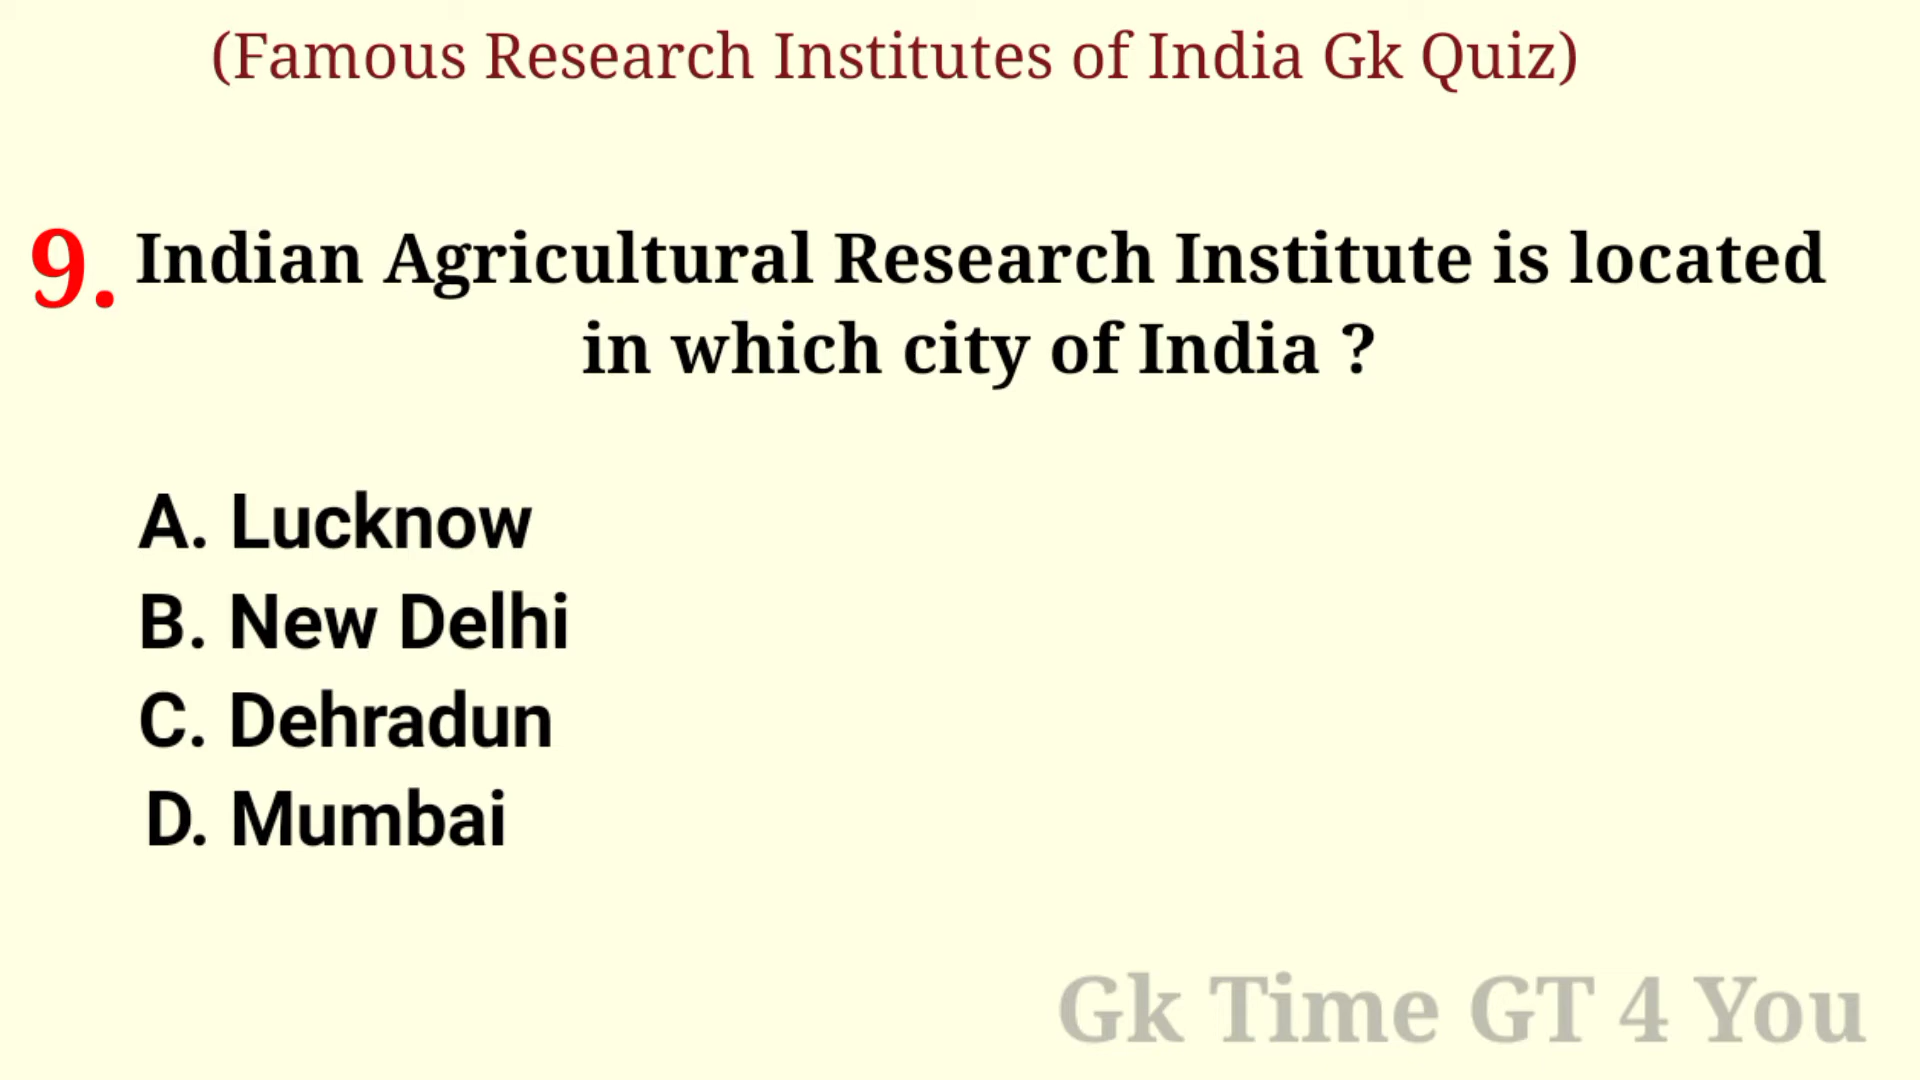 (Famous Research Institutes of India Gk Quiz)
9. Indian Agricultural Research Institute is located
in which city of India ?
A. Lucknow
B. New Delhi
C. Dehradun
D. Mumbai
Gk Time GT 4 You